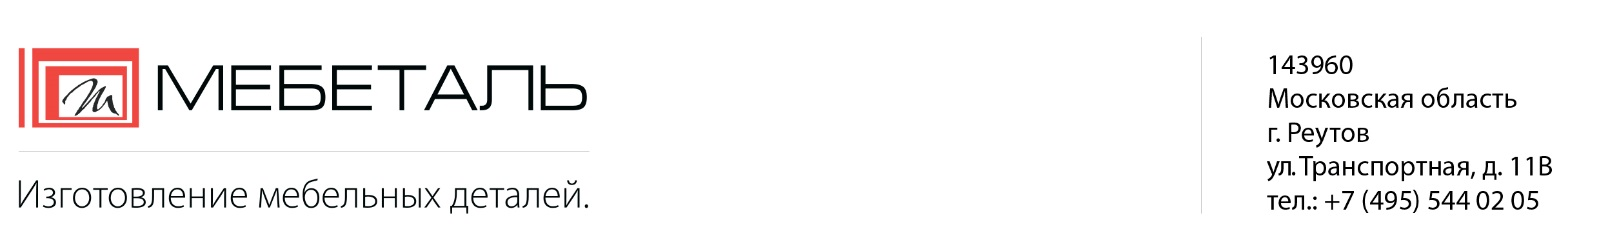 МЕБЕТАЛЬ
Изготовление мебельных деталей.
143960
Московская область
г. Реутов
ул.Транспортная, д. 11В
тел.: +7 (495) 544 02 05